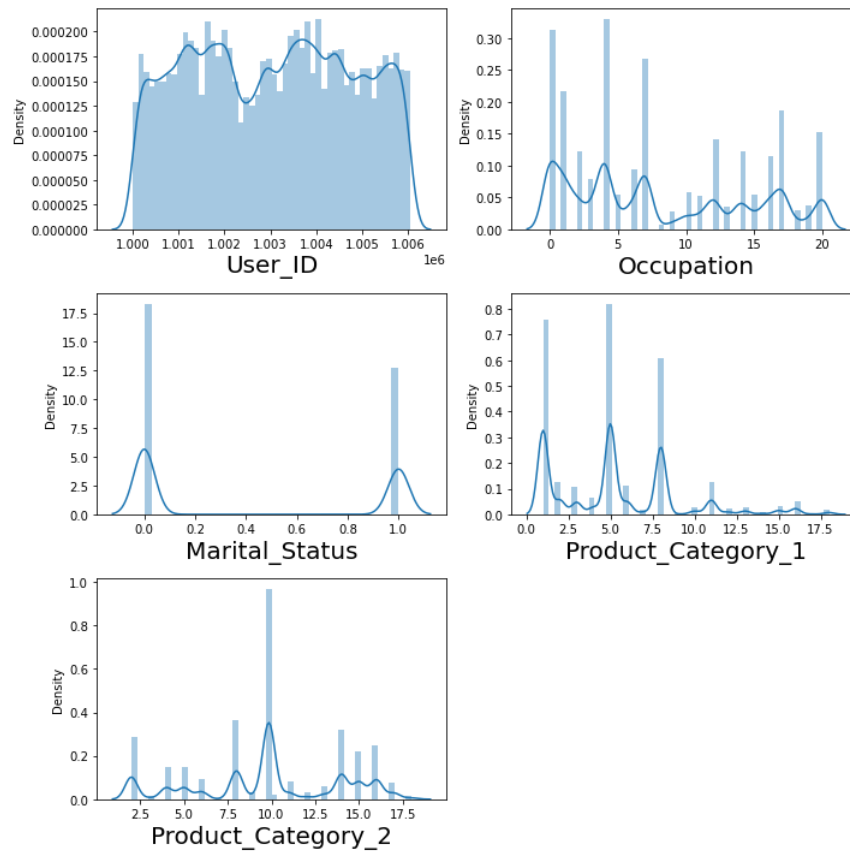 0.000200
0.000175
0.000150
0.000125
0.000100
0.000075
0.000050
0.000025
0.000000
Density
1.000 1.001 1.002 1.003 1.004 1.005 1.006
1e6
User_ID
0.30
0.25
0.20
0.15
0.10
0.05
0.00
Density
0 5 10 15 20
Occupation
17.5
15.0
12.5
10.0
7.5
5.0
2.5
0.0
Density
0.0 0.2 0.4 0.6 0.8 1.0
Marital_Status
0.8
0.7
0.6
0.5
0.4
0.3
0.2
0.1
0.0
Density
0.0 2.5 5.0 7.5 10.0 12.5 15.0 17.5
Product_Category_1
1.0
0.8
0.6
0.4
0.2
0.0
Density
2.5 5.0 7.5 10.0 12.5 15.0 17.5
Product_Category_2